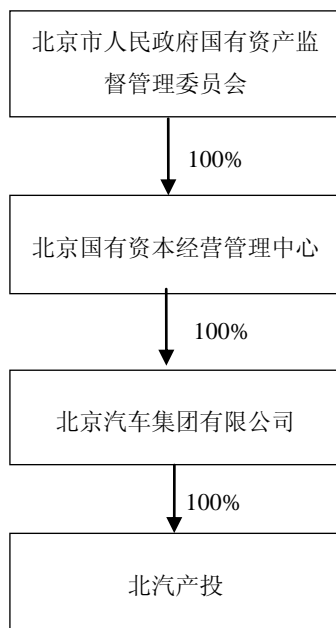 北京市人民政府国有资产监
督管理委员会
100%
北京国有资本经营管理中心
100%
北京汽车集团有限公司
100%
北汽产投